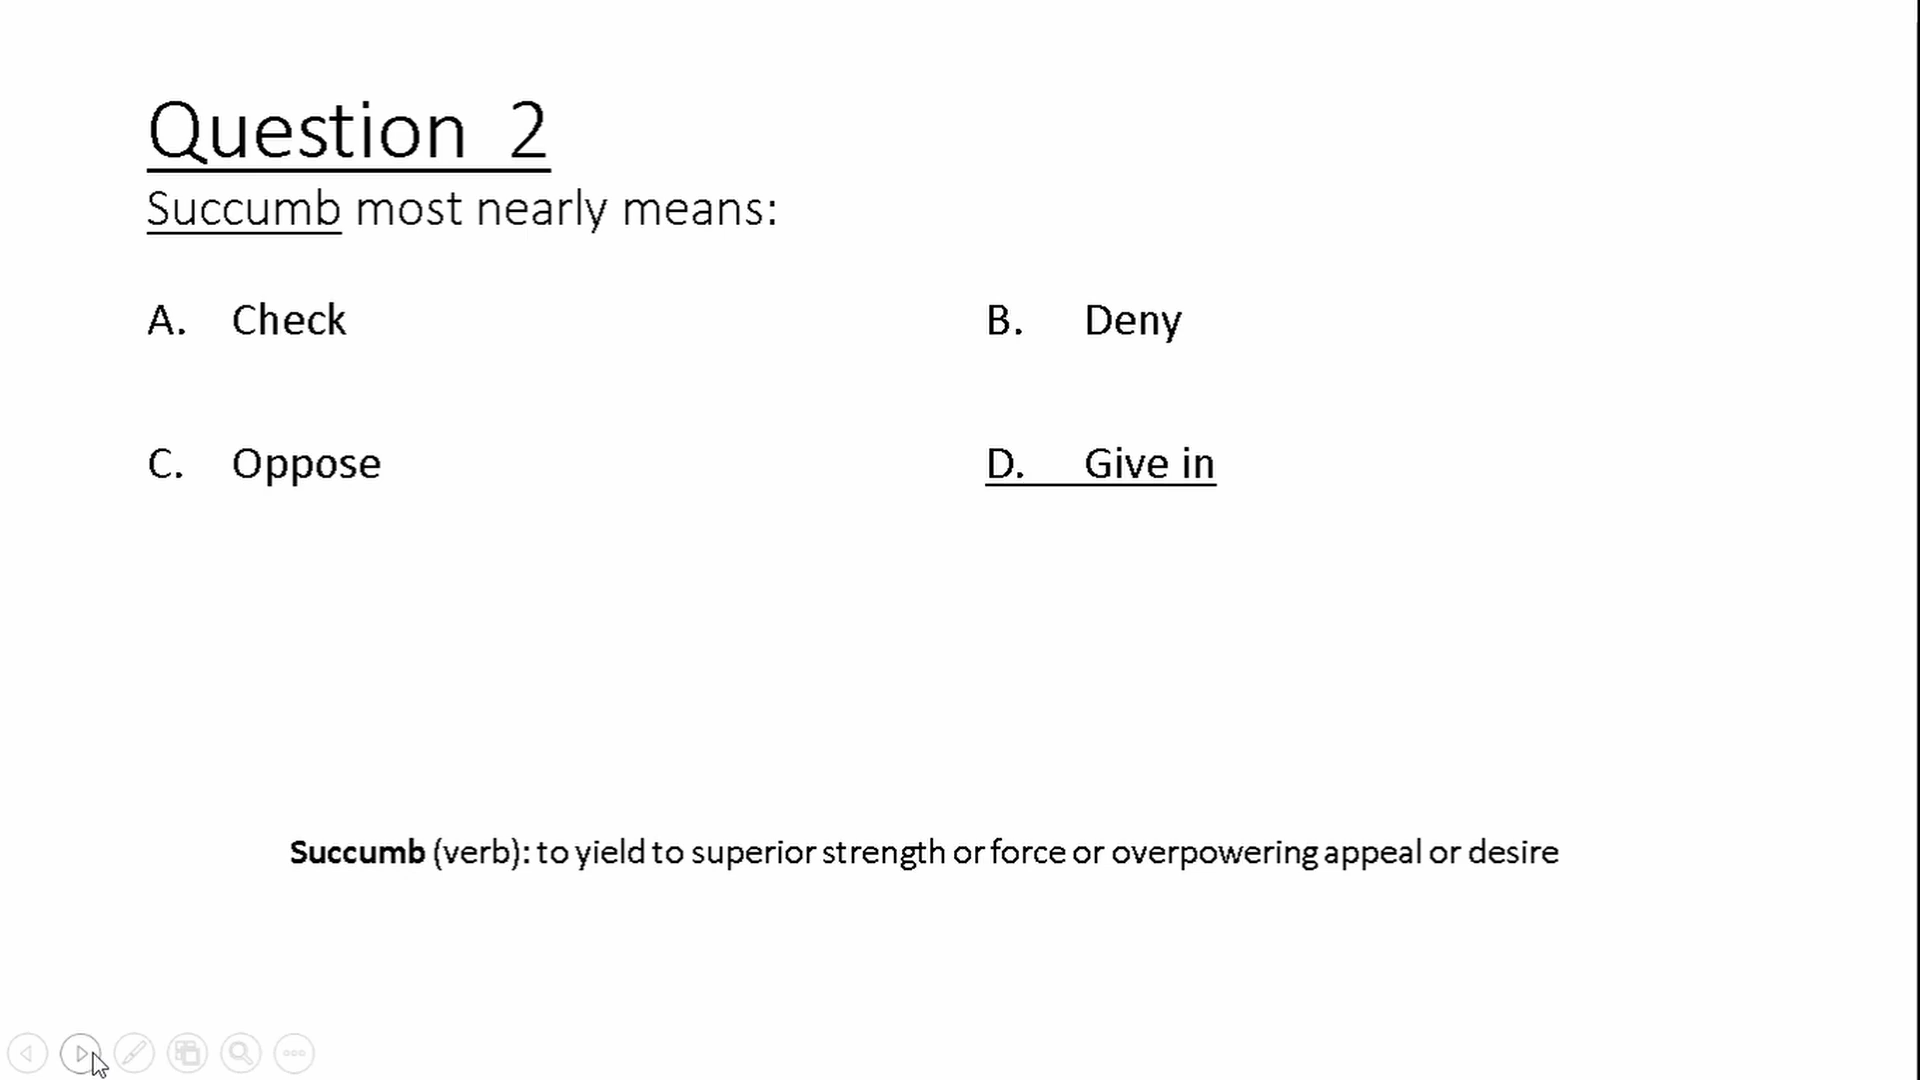 Question 2
Succumb most nearly means:
A. Check
B. Deny
C. Oppose
D. Give in
Succumb (verb): to yield to superior strength or force or overpowering appeal or desire